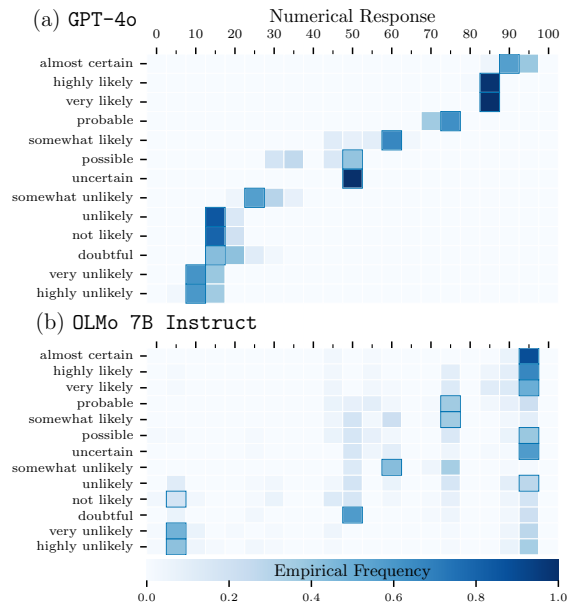 Numerical Response
(a) GPT-4o
0 10 20 30 40 50 60 70 80 90 100
almost certain
highly likely
very likely
probable
somewhat likely
possible
uncertain
somewhat unlikely
unlikely
not likely
doubtful
very unlikely
highly unlikely
(b) OLMo 7B Instruct
almost certain
highly likely
very likely
probable
somewhat likely
possible
uncertain
somewhat unlikely
unlikely
not likely
doubtful
very unlikely
highly unlikely
Empirical Frequency
0.0 0.2 0.4 0.6 0.8 1.0